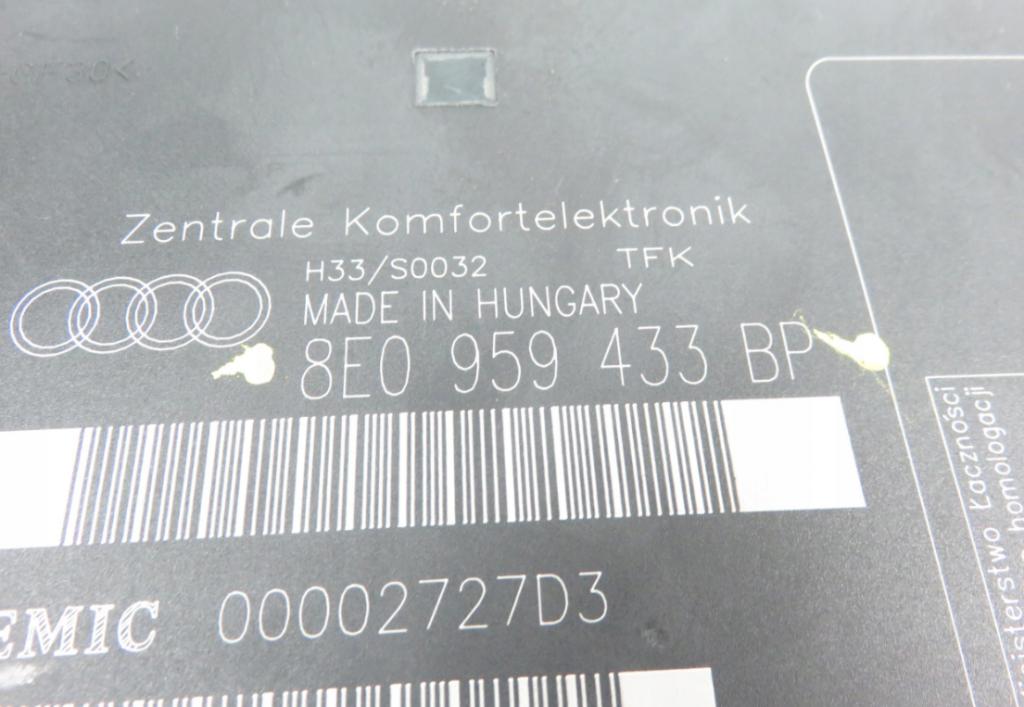 Zentrale Komfortelektronik
H33/S0032 TFK
MADE IN HUNGARY
8E0 959 433 BP
EMIC 00002727D3
isterstwo Łączności
homologacji